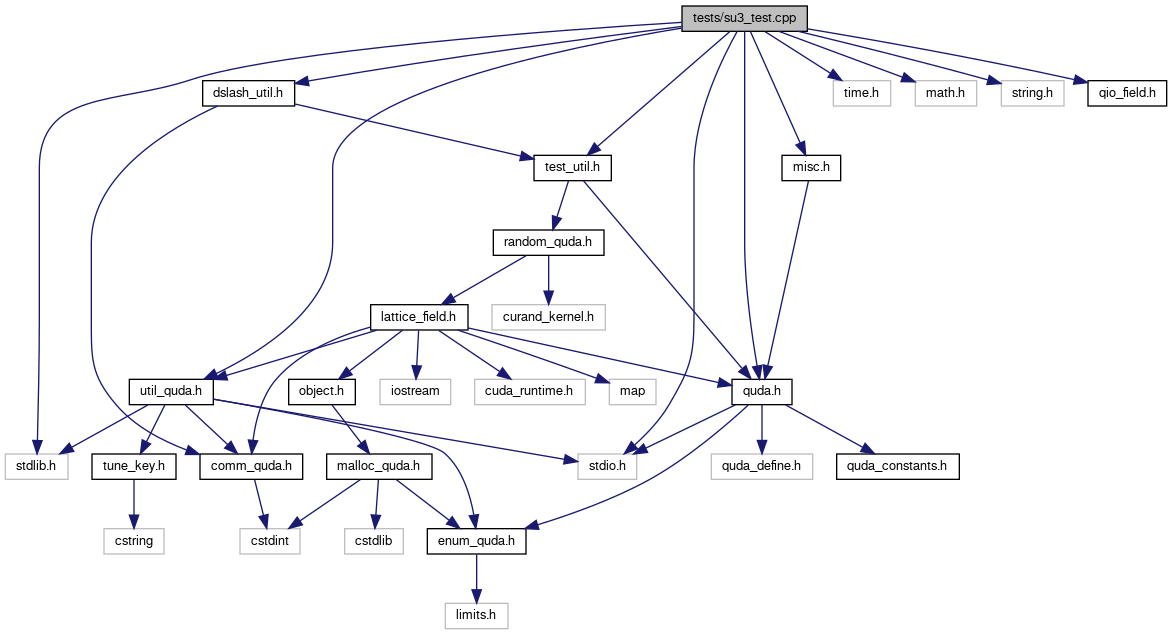 tests/su3_test.cpp
dslash_util.h
time.h
math.h
string.h
qio_field.h
test_util.h
misc.h
random_quda.h
lattice_field.h
curand_kernel.h
util_quda.h
object.h
iostream
cuda_runtime.h
map
quda.h
stdlib.h
tune_key.h
comm_quda.h
malloc_quda.h
stdio.h
quda_define.h
quda_constants.h
cstring
cstdint
cstdlib
enum_quda.h
limits.h